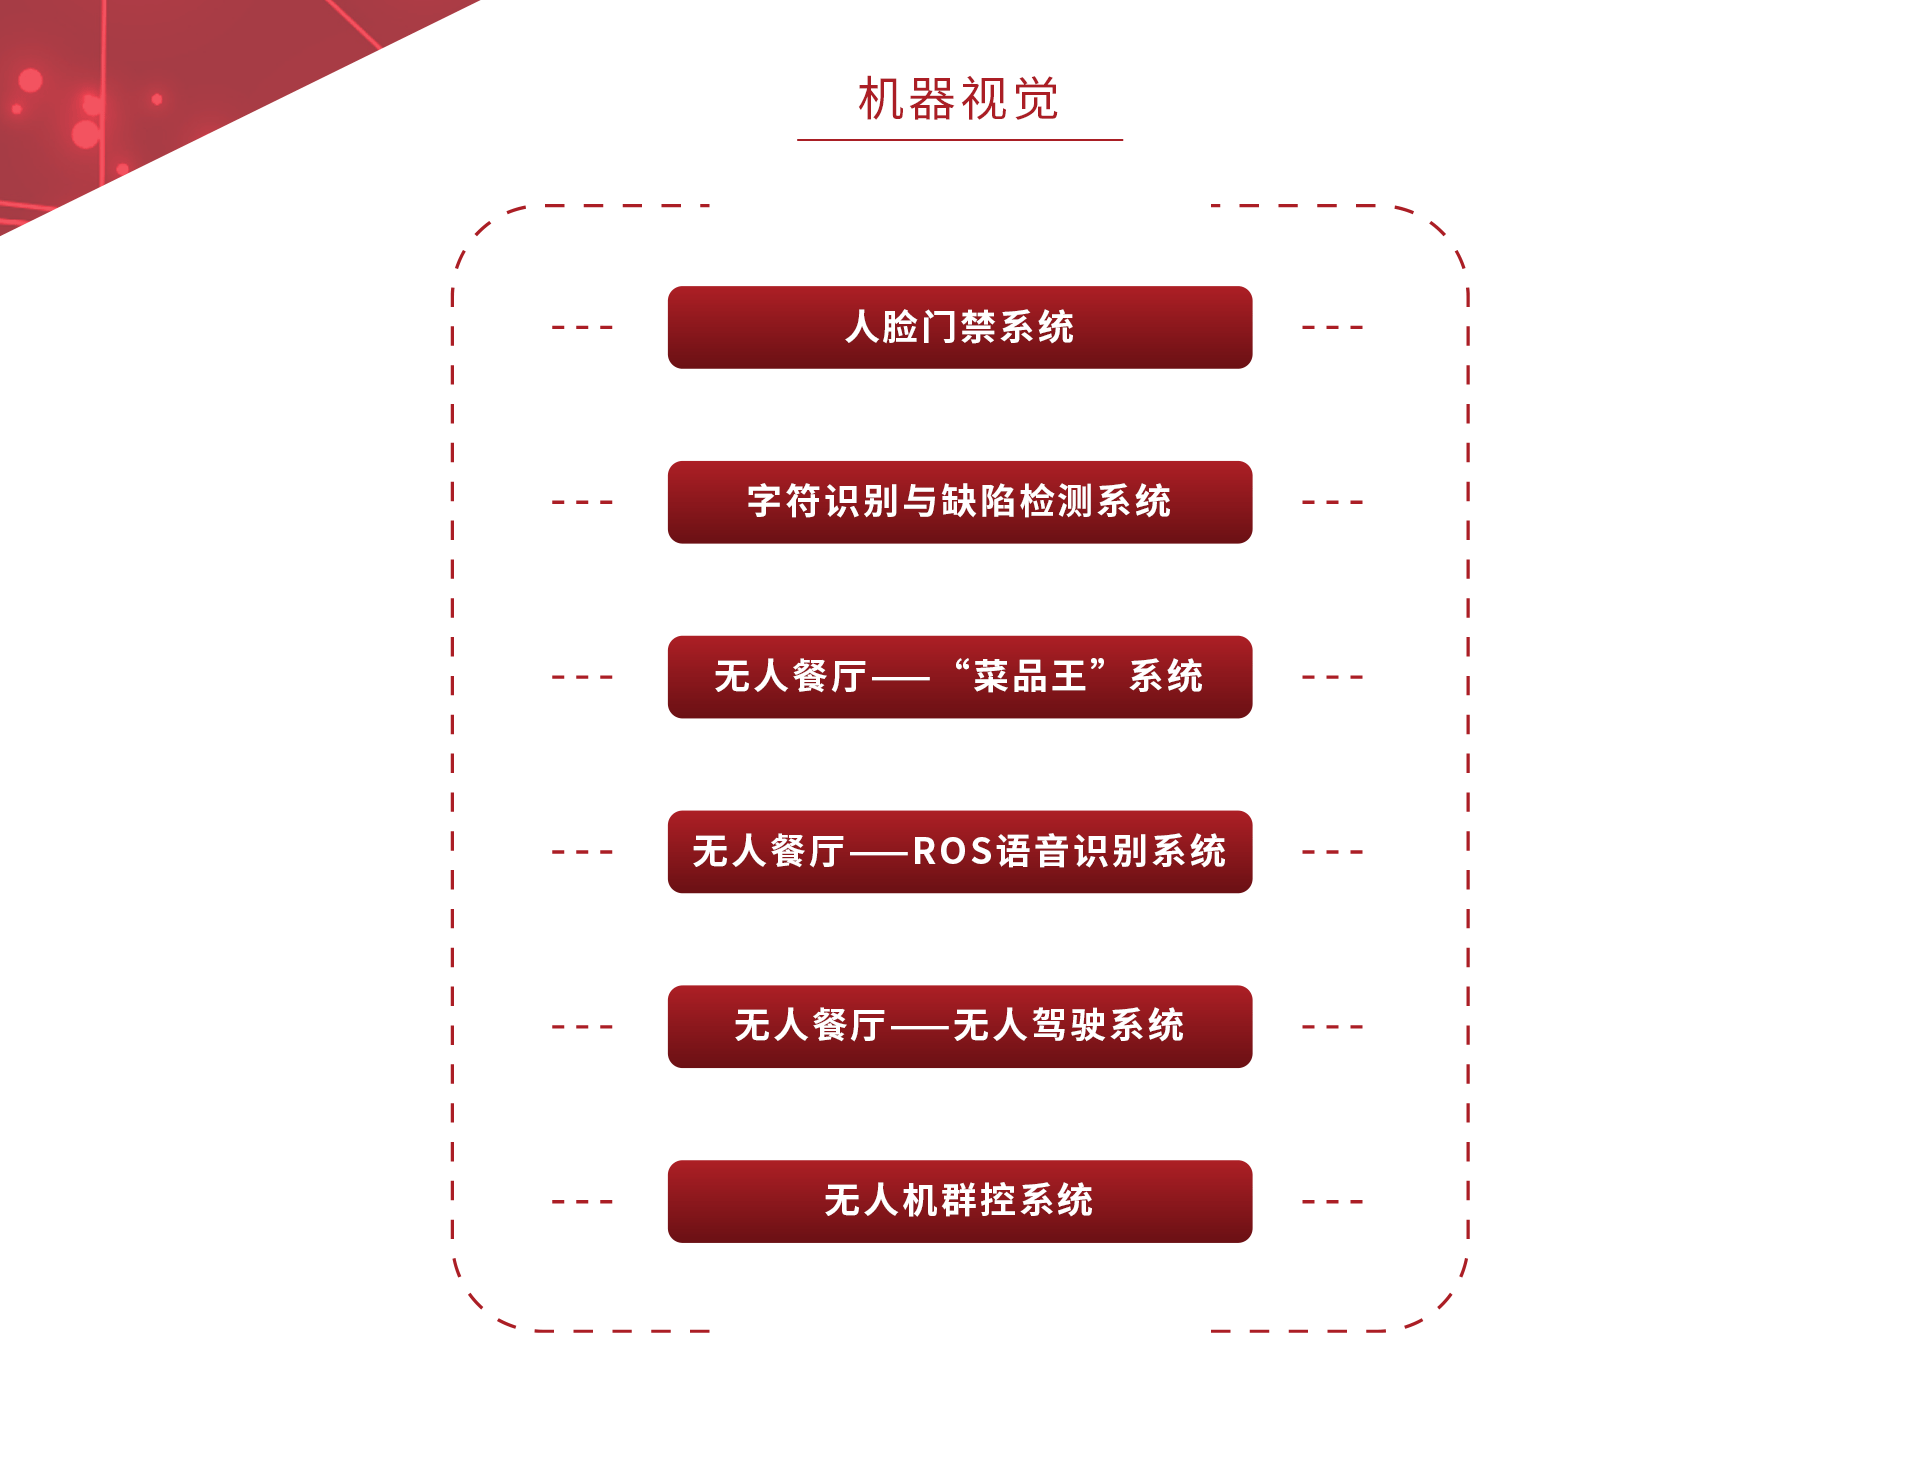 机器视觉
人脸门禁系统
字符识别与缺陷检测系统
无人餐厅——“菜品王”系统
无人餐厅——ROS语音识别系统
无人餐厅——无人驾驶系统
无人机群控系统